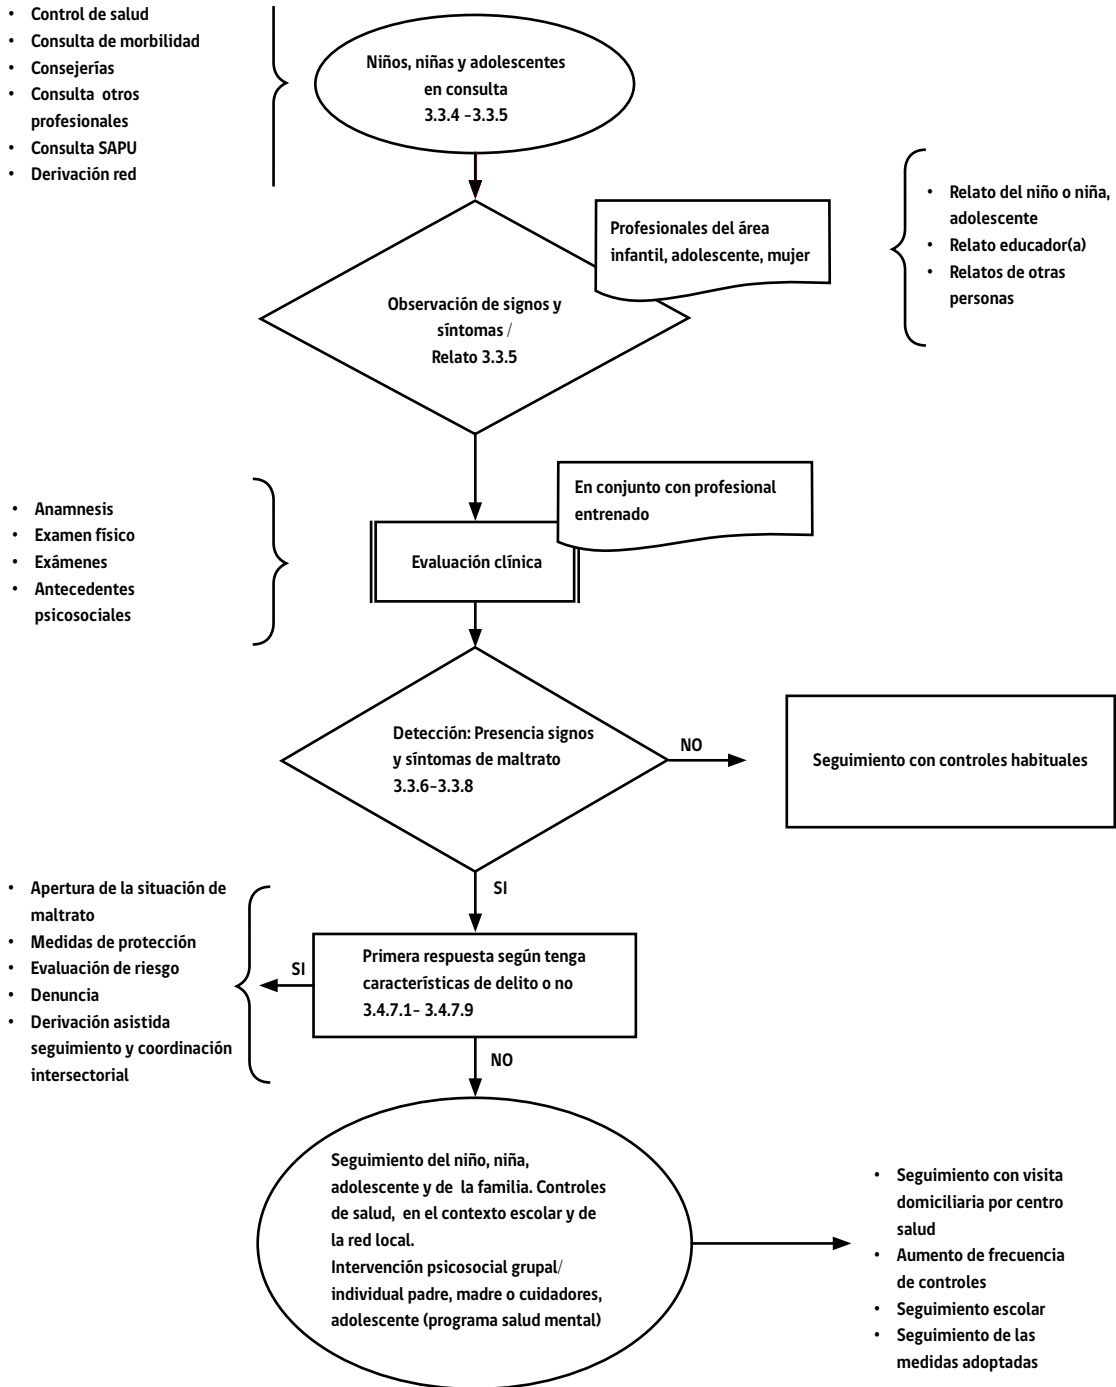 • Control de salud
• Consulta de morbilidad
• Consejerías
• Consulta otros
profesionales
• Consulta SAPU
• Derivación red
Niños, niñas y adolescentes
en consulta
3.3.4 -3.3.5
Profesionales del área
infantil, adolescente, mujer
• Relato del niño o niña,
adolescente
• Relato educador(a)
• Relatos de otras
personas
Observación de signos y
síntomas /
Relato 3.3.5
En conjunto con profesional
entrenado
• Anamnesis
• Examen físico
• Exámenes
• Antecedentes
psicosociales
Evaluación clínica
Detección: Presencia signos
y síntomas de maltrato
3.3.6-3.3.8
NO
Seguimiento con controles habituales
SI
• Apertura de la situación de
maltrato
• Medidas de protección
• Evaluación de riesgo
• Denuncia
• Derivación asistida
seguimiento y coordinación
intersectorial
SI
Primera respuesta según tenga
características de delito o no
3.4.7.1- 3.4.7.9
NO
Seguimiento del niño, niña,
adolescente y de la familia. Controles
de salud, en el contexto escolar y de
la red local.
Intervención psicosocial grupal/
individual padre, madre o cuidadores,
adolescente (programa salud mental)
• Seguimiento con visita
domiciliaria por centro
salud
• Aumento de frecuencia
de controles
• Seguimiento escolar
• Seguimiento de las
medidas adoptadas